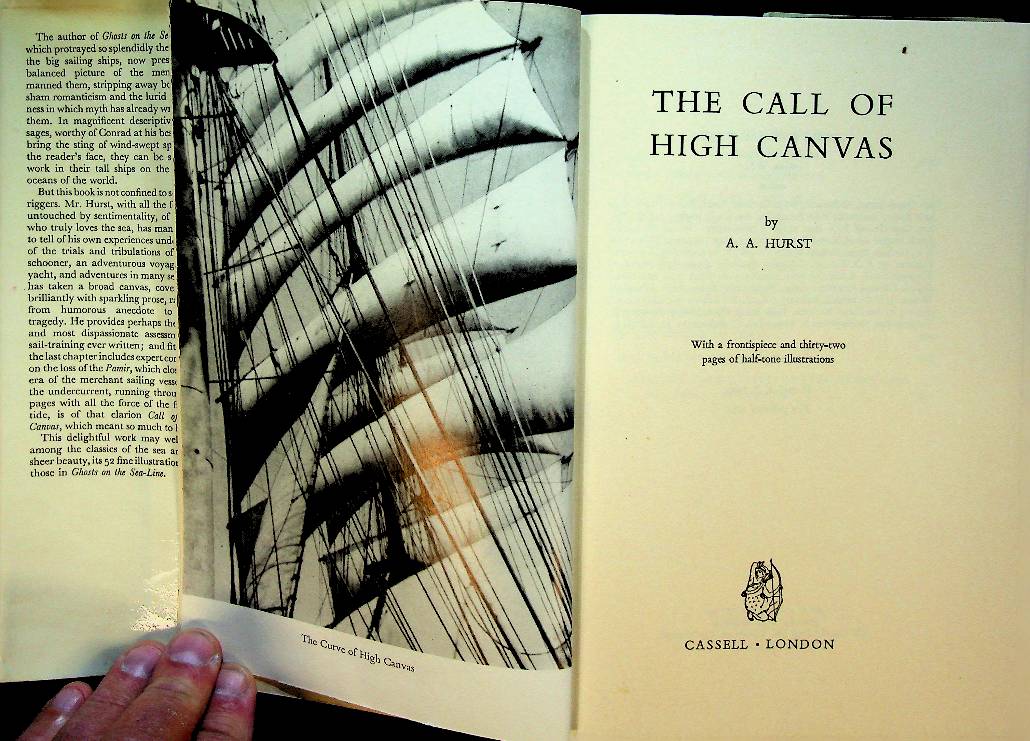 The author of Ghosts on the Se
which protrayed so splendidly the
the big sailing ships, now pres
balanced picture of the men
manned them, stripping away
sham romanticism and the lurid
ness in which myth has already
them. In magnificent descriptiv
sages, worthy of Conrad at his bes
bring the sting of wind-swept sp
the reader's face, they can be s
work in their tall ships on the
oceans of the world.
But this book is not confined to s
riggers. Mr. Hurst, with all the f
untouched by sentimentality, of
who truly loves the sea, has man
to tell of his own experiences und
of the trials and tribulations of
schooner, an adventurous voyag
yacht, and adventures in many se
has taken a broad canvas, cove
brilliantly with sparkling prose, r
from humorous anecdote to
tragedy. He provides perhaps the
and most dispassionate assessm
sail-training ever written; and fit
the last chapter includes expert cor
on the loss of the Pamir, which clos
era of the merchant sailing vesse
the undercurrent, running throu
pages with all the force of the f
tide, is of that clarion Call of
Canvas, which meant so much to
This delightful work may wel
among the classics of the sea ar
sheer beauty, its 52 fine illustration
those in Ghosts on the Sea-Line.
The Curve of High Canvas
THE CALL OF
HIGH CANVAS
by
A. A. HURST
With a frontispiece and thirty-two
pages of half-tone illustrations
CASSELL · LONDON